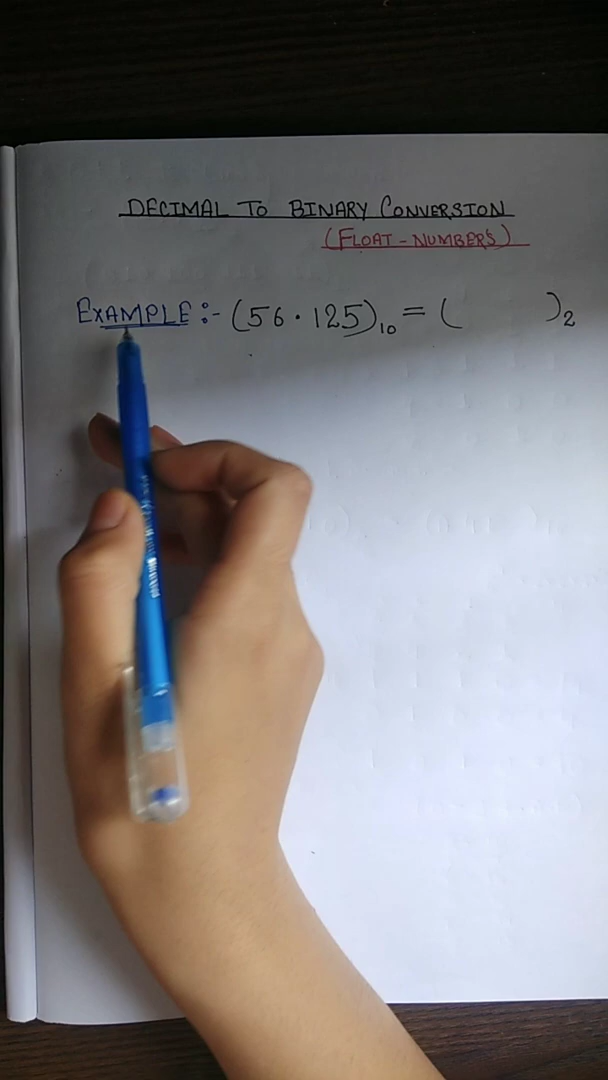 DECIMAL TO BINARY CONVERSION
(FLOAT-NUMBERS)
EXAMPLE:- (56.125)₁₀ = (       )₂